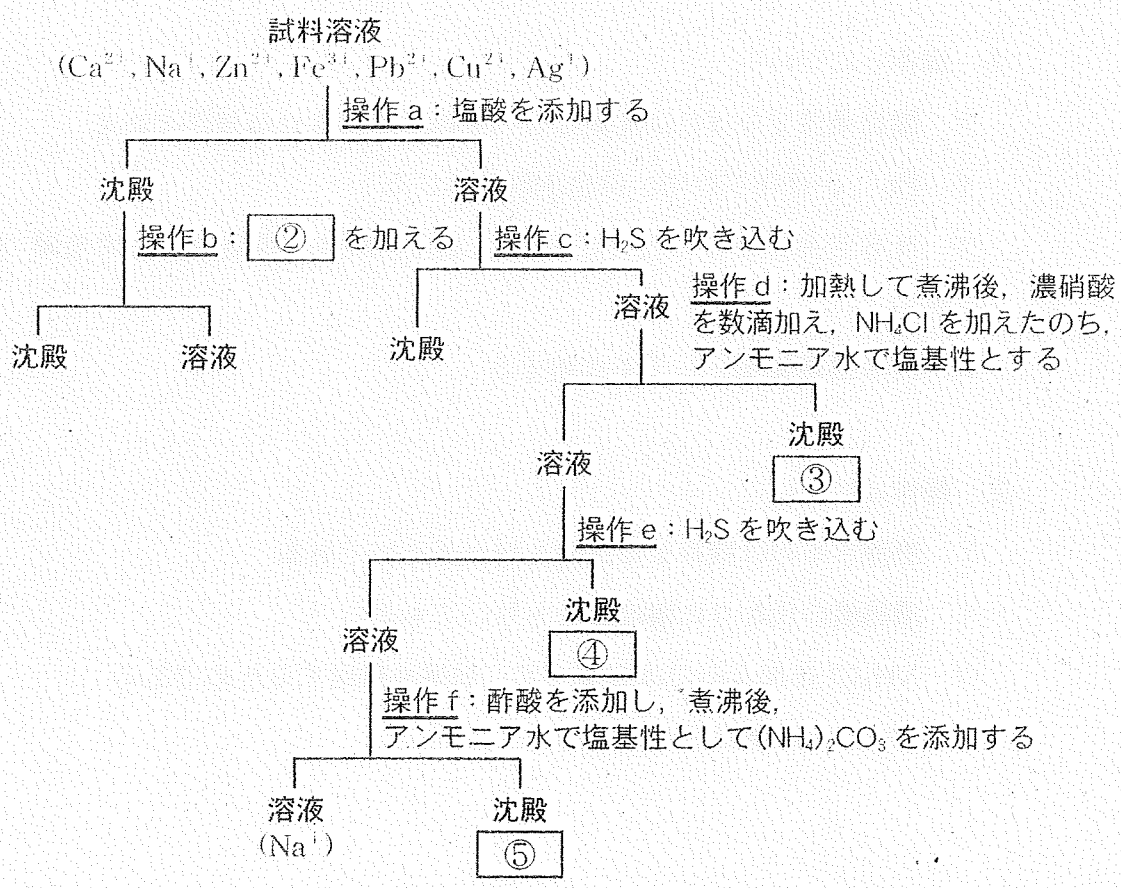 試料溶液
(Ca²⁺, Na⁺, Zn²⁺, Fe³⁺, Pb²⁺, Cu²⁺, Ag⁺)
操作a：塩酸を添加する
沈殿
溶液
操作b：②を加える
操作c：H₂Sを吹き込む
沈殿
溶液
沈殿
溶液
操作d：加熱して煮沸後，濃硝酸
を数滴加え，NH₄Clを加えたのち，
アンモニア水で塩基性とする
溶液
沈殿
③
操作e：H₂Sを吹き込む
溶液
沈殿
④
操作f：酢酸を添加し，煮沸後，
アンモニア水で塩基性として(NH₄)₂CO₃を添加する
溶液
(Na⁺)
沈殿
⑤